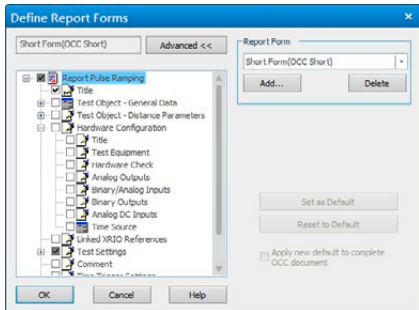 Define Report Forms
Short Form(OCC Short)
Advanced <<
Report Pulse Ramping
Title
Test Object - General Data
Test Object - Distance Parameters
Hardware Configuration
Title
Test Equipment
Hardware Check
Analog Outputs
Binary/Analog Inputs
Binary Outputs
Analog DC Inputs
Time Source
Linked XRIO References
Test Settings
Comment
Time Trigger Settings
Report Form
Short Form(OCC Short)
Add...
Delete
Set as Default
Reset to Default
Apply new default to complete
OCC document
OK
Cancel
Help